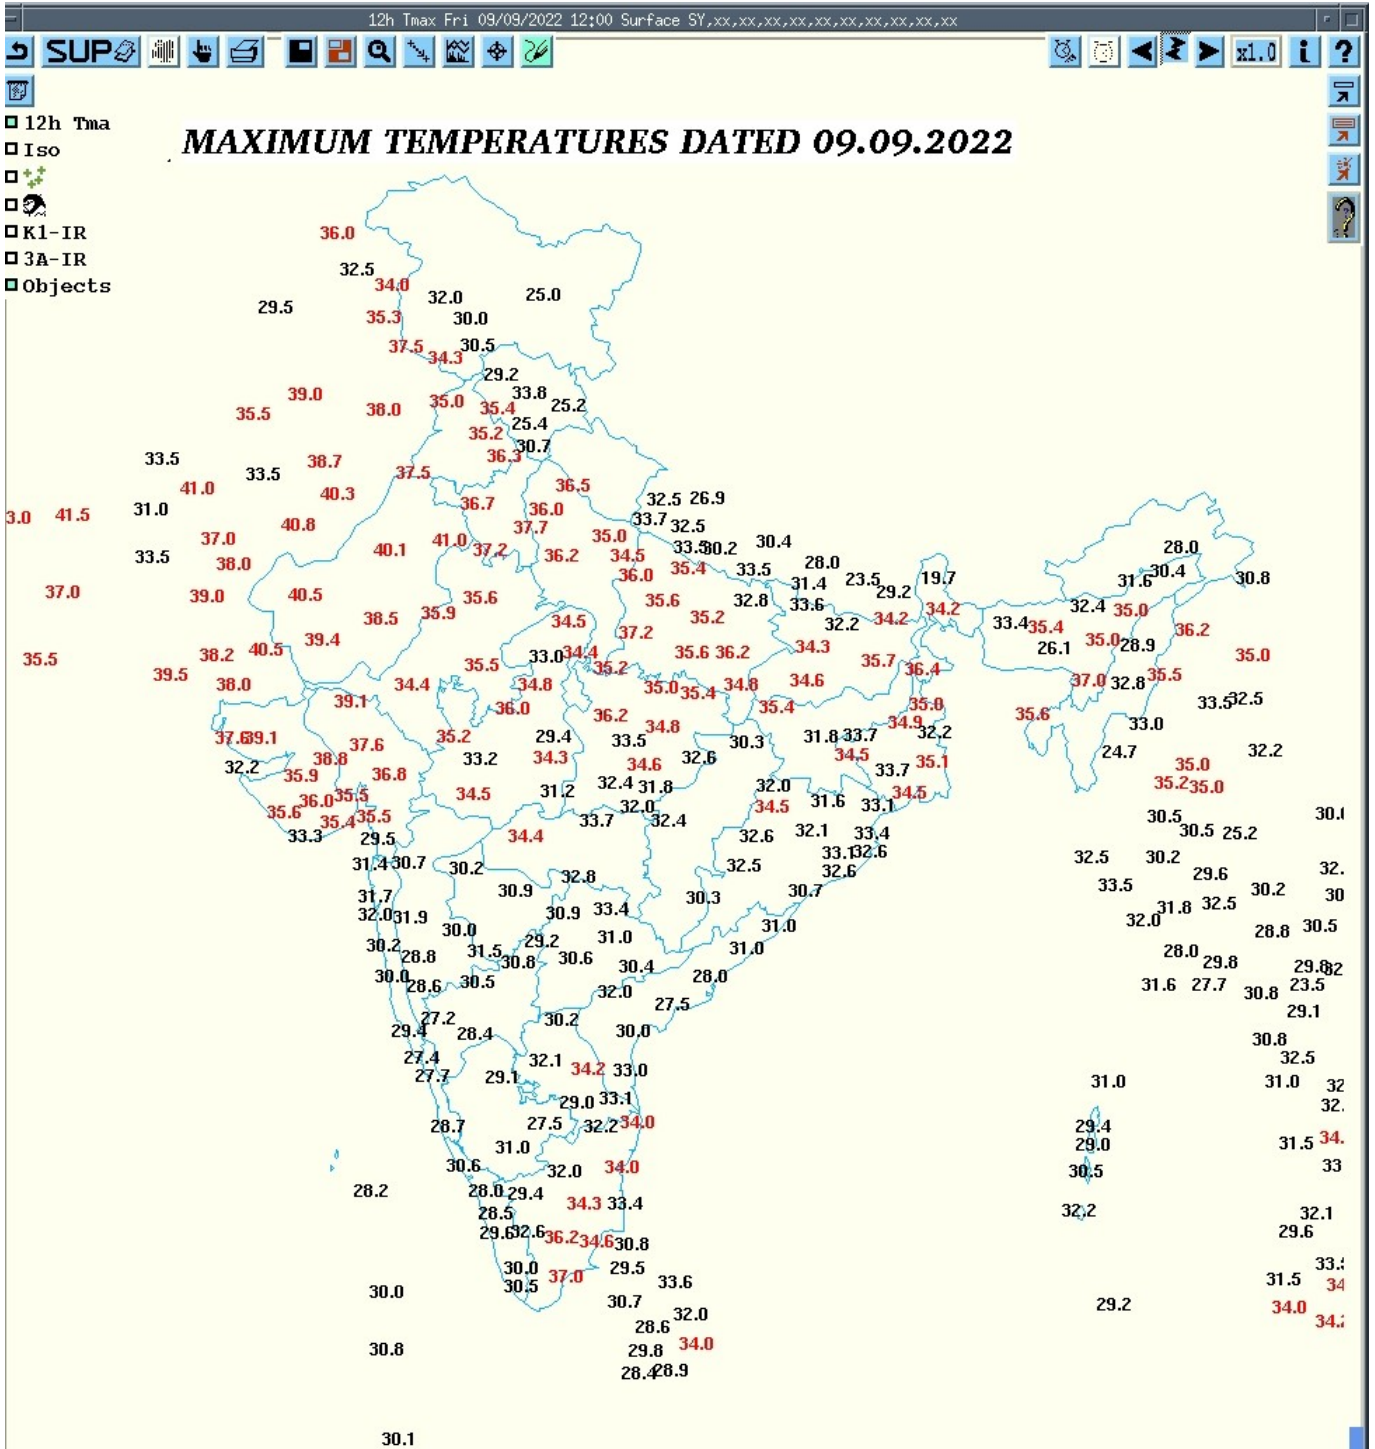 12h Tmax Fri 09/09/2022 12:00 Surface SY,xx,xx,xx,xx,xx,xx,xx,xx,xx,xx
SUP x1.0 i ?
12h Tma
MAXIMUM TEMPERATURES DATED 09.09.2022
Iso
K1-IR
3A-IR
Objects
36.0
32.5
34.0
29.5 32.0 25.0
35.3 30.0
37.5 34.3 30.5
29.2
39.0 33.8
35.5 38.0 35.0 35.4 25.2
25.4
35.2
30.7
33.5 38.7 36.3
33.5 37.5
41.0 40.3 36.5
31.0 36.7 36.0 32.5 26.9
3.0 41.5 40.8 37.7 33.7 32.5
37.0 41.0 35.0
33.5 38.0 40.1 37.2 36.2 34.5 33.5 30.2 30.4 28.0
36.0 35.4 33.5 28.0 30.4
37.0 39.0 40.5 35.6 35.6 32.8 31.4 23.5 29.2 19.7 31.6 30.8
38.5 35.9 34.5 35.2 33.6 34.2 34.2 32.4 35.0
39.4 37.2 32.2 33.4 35.4 36.2
35.5 38.2 40.5 33.0 34.4 35.6 36.2 34.3 35.7 26.1 35.0 28.9 35.0
39.5 38.0 34.4 35.5 34.8 35.2 35.0 35.4 34.8 34.6 36.4 37.0 32.8 35.5
39.1 36.0 36.2 34.8 35.4 35.0 34.9 35.6 33.5 32.5
37.6 39.1 37.6 35.2 29.4 33.5 30.3 31.8 33.7 32.2 33.0
32.2 38.8 33.2 34.3 34.6 32.6 34.5 35.1 24.7 32.2
35.9 36.8 33.7 35.0
36.0 35.5 34.5 31.2 32.4 31.8 32.0 31.6 34.5 35.2 35.0
35.6 35.4 35.5 33.7 32.0 32.4 34.5 33.1
33.3 29.5 34.4 32.6 32.1 33.4 30.5 30.5 25.2
31.4 30.7 30.2 32.8 32.5 33.1 32.6 32.5 30.2
32.6 29.6
31.7 30.9 30.3 30.7 33.5 30.2 30
32.0 31.9 30.9 33.4 31.8 32.5
30.0 31.0 31.0 32.0 28.8 30.5
30.2 28.8 31.5 29.2 30.6 31.0 28.0 29.8
30.0 28.6 30.5 30.8 30.4 28.0 31.6 27.7 29.8 32
32.0 27.5 30.8 23.5
27.2 30.2 29.1
29.4 28.4 30.0 30.8
27.4 32.1 32.5
27.7 29.1 34.2 33.0 31.0 31.0 32
29.0 33.1 32.
28.7 27.5 32.2 34.0 29.4
31.0 29.0 31.5 34.
30.6 32.0 34.0 30.5 33
28.2 28.0 29.4
28.5 34.3 33.4 32.2 32.1
29.6 32.6 36.2 34.6 30.8 29.6
30.0 37.0 29.5
30.0 30.5 33.6 31.5 34
30.7 32.0 29.2 34.0
28.6
30.8 29.8 34.0
28.4 28.9
30.1